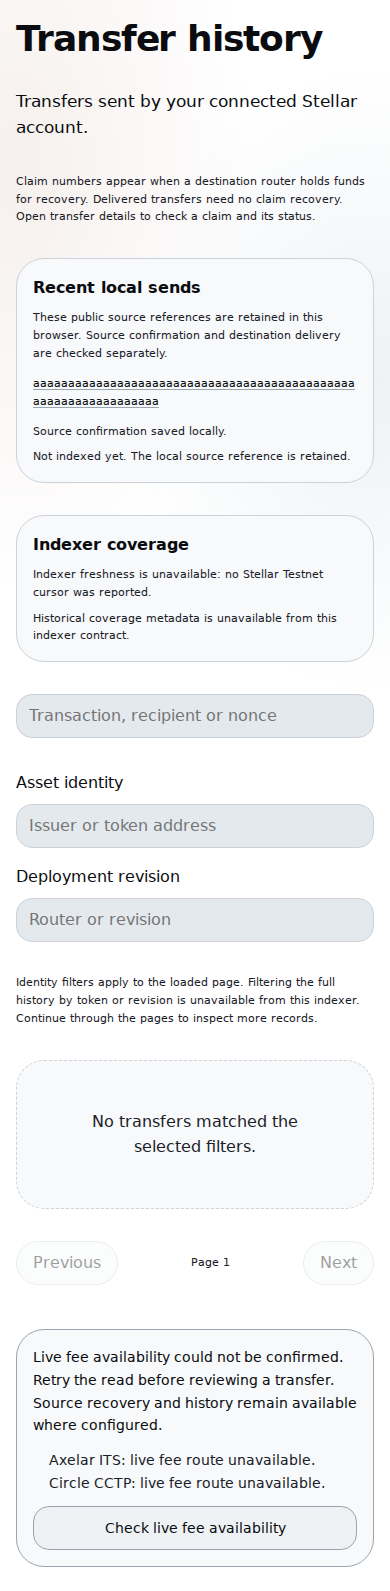 Transfer history
Transfers sent by your connected Stellar
account.
Claim numbers appear when a destination router holds funds
for recovery. Delivered transfers need no claim recovery.
Open transfer details to check a claim and its status.
Recent local sends
These public source references are retained in this
browser. Source confirmation and destination delivery
are checked separately.
aaaaaaaaaaaaaaaaaaaaaaaaaaaaaaaaaaaaaaaaaaaaaa
aaaaaaaaaaaaaaaaaa
Source confirmation saved locally.
Not indexed yet. The local source reference is retained.
Indexer coverage
Indexer freshness is unavailable: no Stellar Testnet
cursor was reported.
Historical coverage metadata is unavailable from this
indexer contract.
Transaction, recipient or nonce
Asset identity
Issuer or token address
Deployment revision
Router or revision
Identity filters apply to the loaded page. Filtering the full
history by token or revision is unavailable from this indexer.
Continue through the pages to inspect more records.
No transfers matched the
selected filters.
Previous
Page 1
Next
Live fee availability could not be confirmed.
Retry the read before reviewing a transfer.
Source recovery and history remain available
where configured.
Axelar ITS: live fee route unavailable.
Circle CCTP: live fee route unavailable.
Check live fee availability